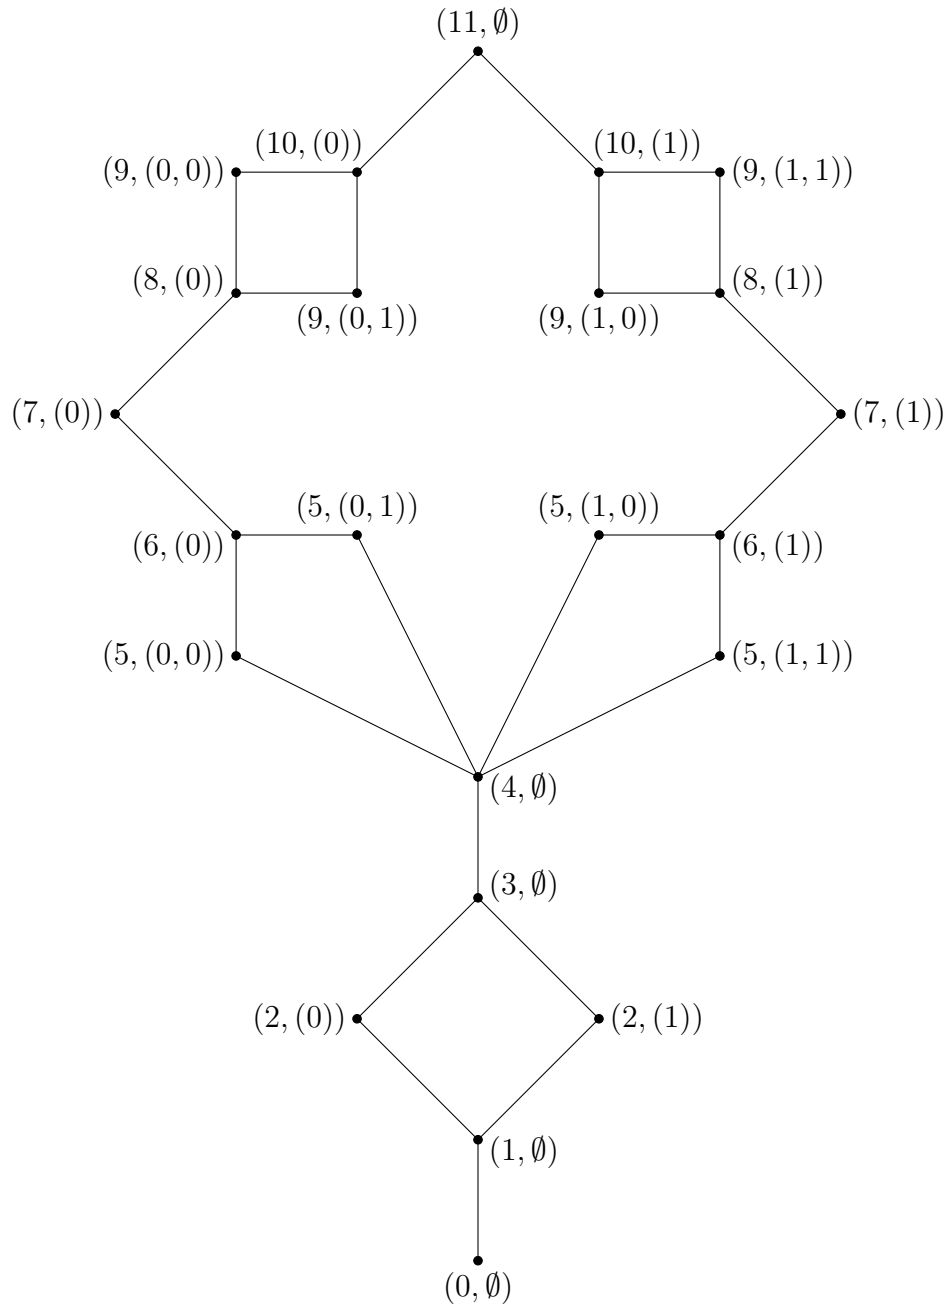 (11, ∅)
(10, (0))
(10, (1))
(9, (0, 0))
(9, (1, 1))
(8, (0))
(8, (1))
(9, (0, 1))
(9, (1, 0))
(7, (0))
(7, (1))
(5, (0, 1))
(5, (1, 0))
(6, (0))
(6, (1))
(5, (0, 0))
(5, (1, 1))
(4, ∅)
(3, ∅)
(2, (0))
(2, (1))
(1, ∅)
(0, ∅)